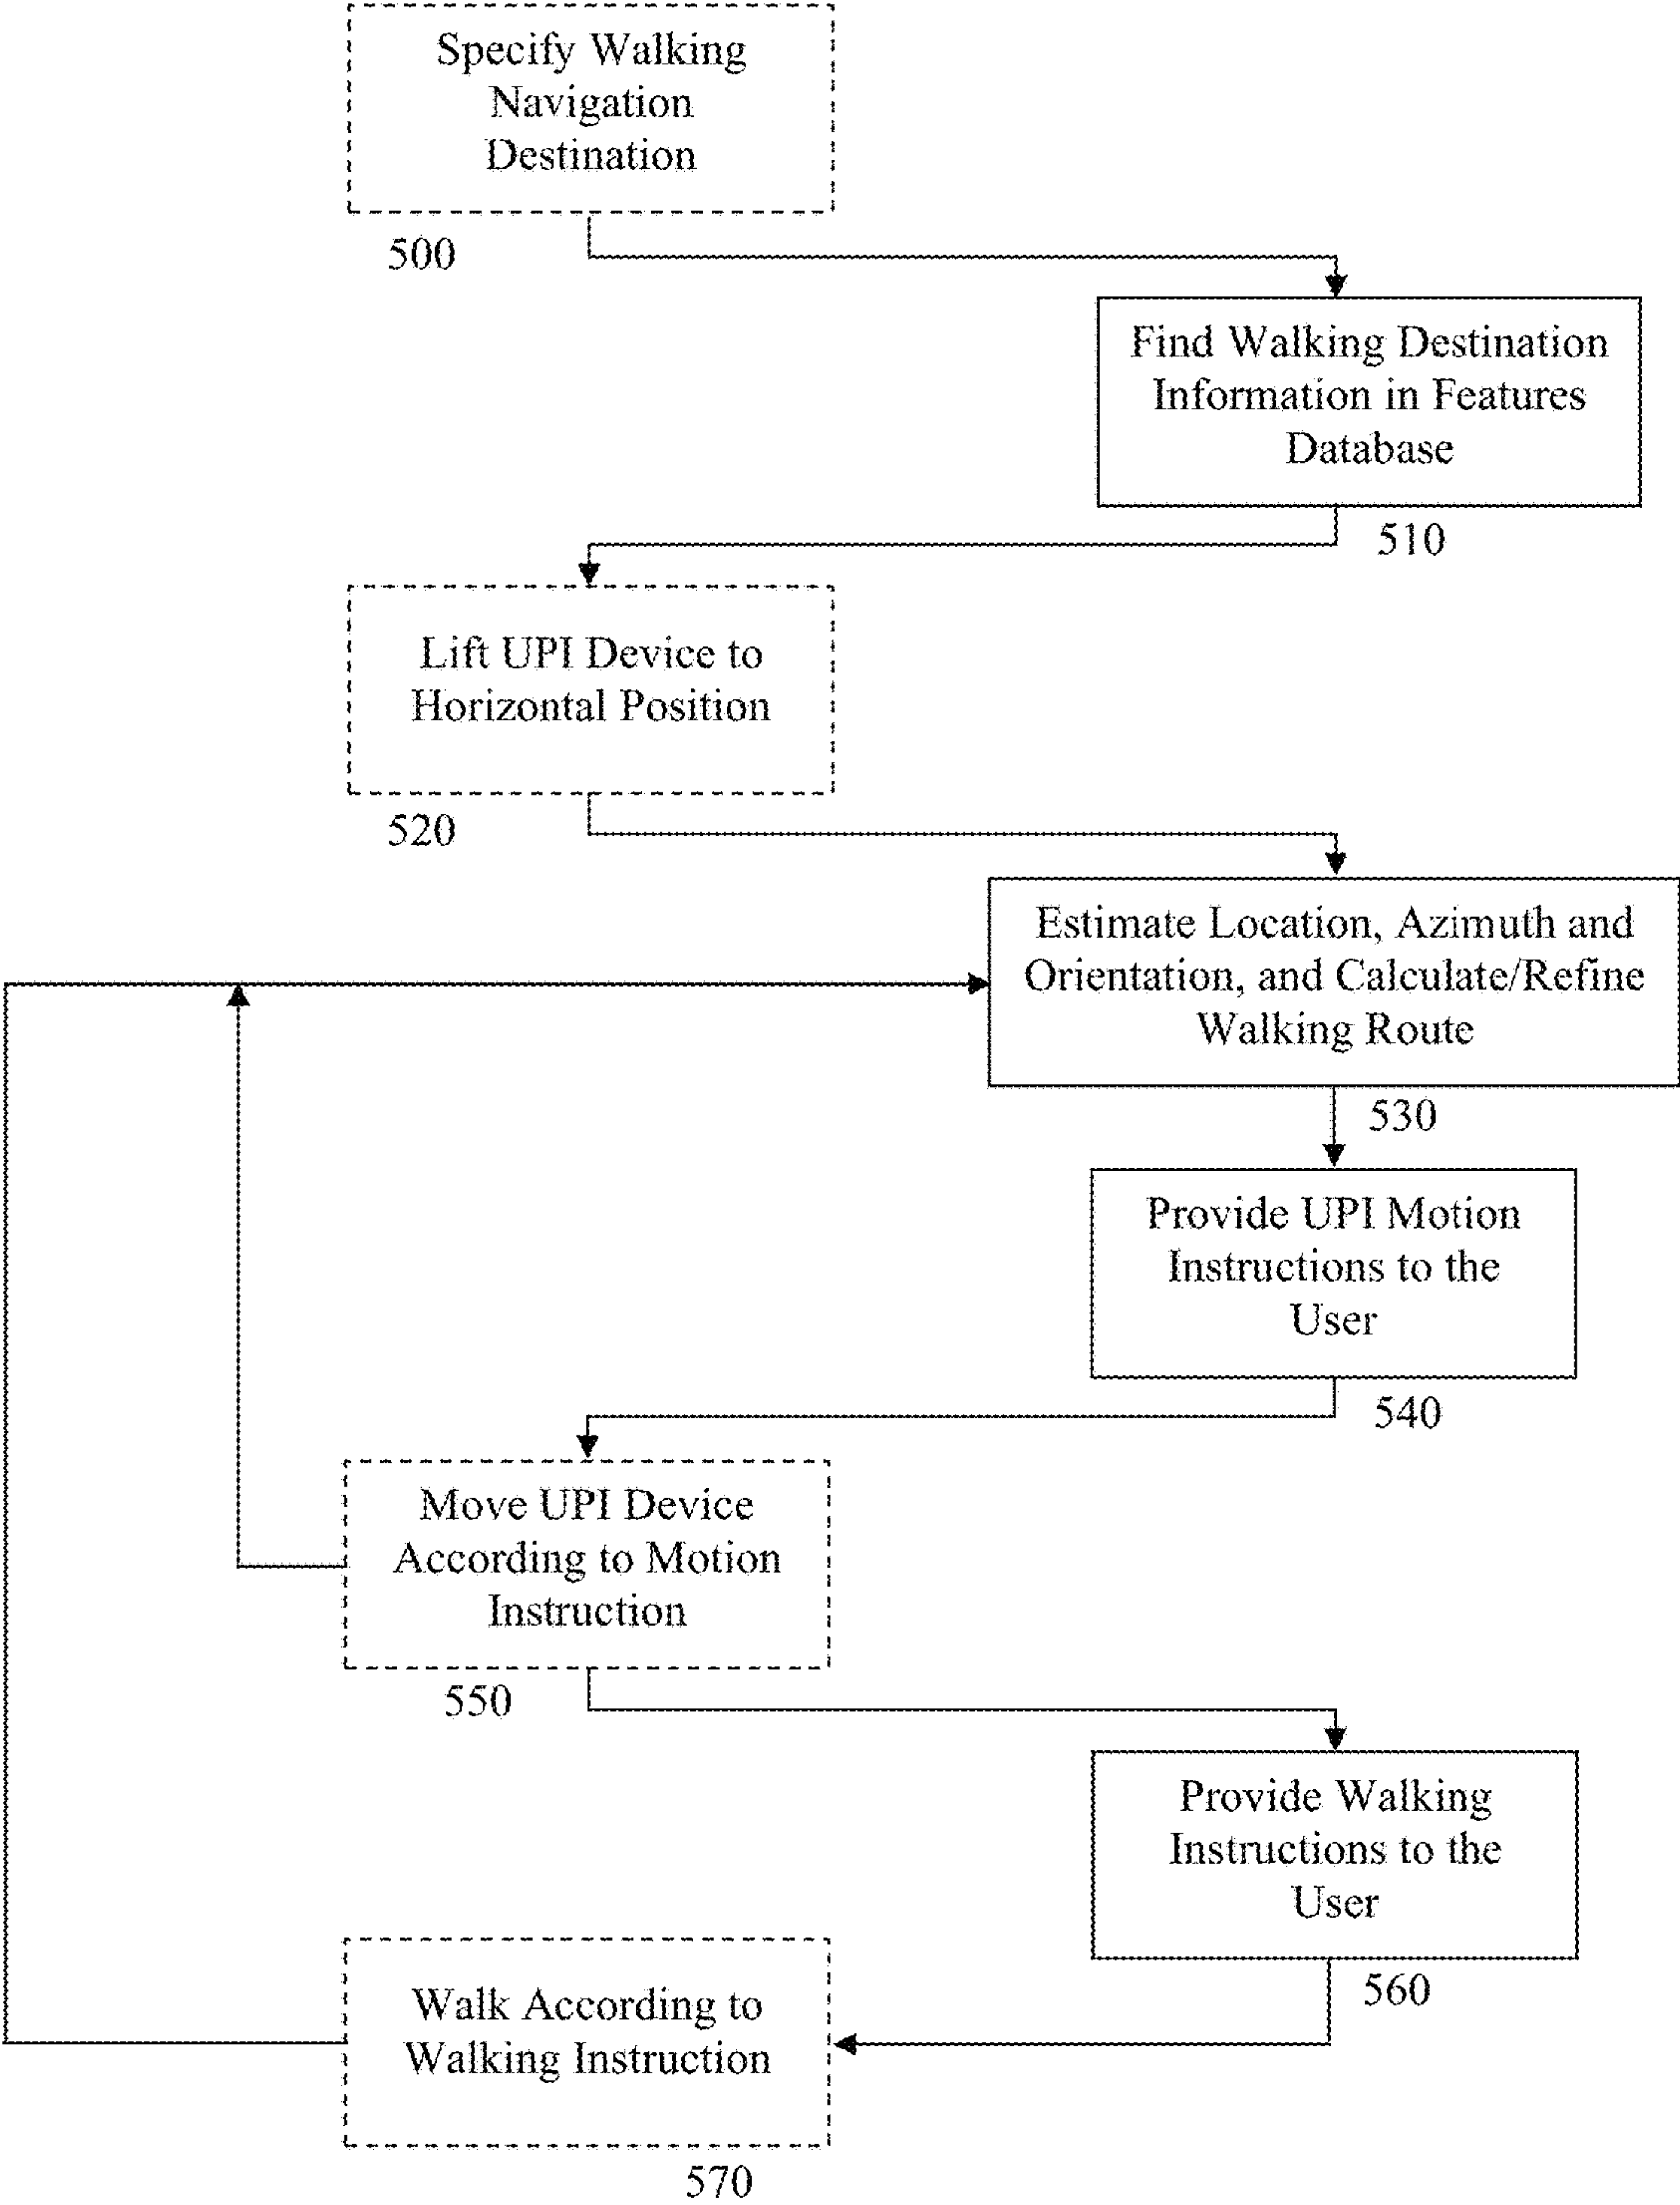 Specify Walking
Navigation
Destination
500
Find Walking Destination
Information in Features
Database
510
Lift UPI Device to
Horizontal Position
520
Estimate Location, Azimuth and
Orientation, and Calculate/Refine
Walking Route
530
Provide UPI Motion
Instructions to the
User
540
Move UPI Device
According to Motion
Instruction
550
Provide Walking
Instructions to the
User
560
Walk According to
Walking Instruction
570